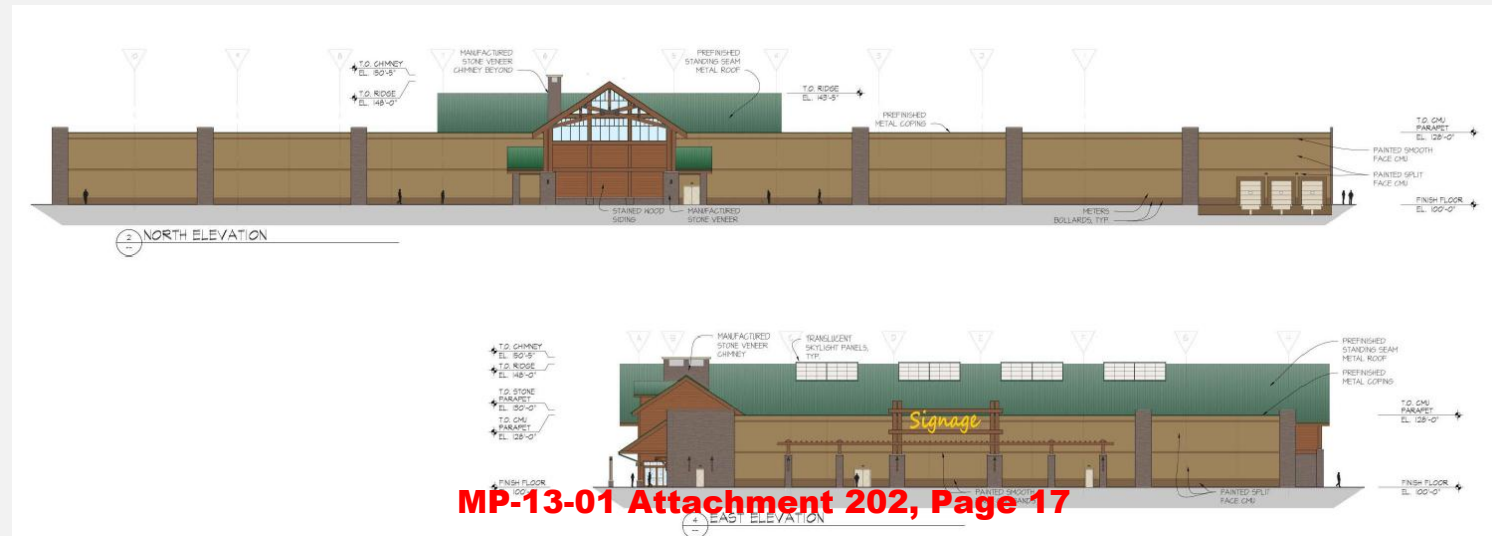 MANUFACTURED
STONE VENEER
CHIMNEY BEYOND
PREFINISHED
STANDING SEAM
METAL ROOF
T.O. CHIMNEY
EL. 150'-5"
T.O. RIDGE
EL. 148'-0"
T.O. RIDGE
EL. 145'-5"
PREFINISHED
METAL COPING
T.O. CMU
PARAPET
EL. 128'-0"
PAINTED SMOOTH
FACE CMU
PAINTED SPLIT
FACE CMU
STAINED WOOD
SIDING
MANUFACTURED
STONE VENEER
METERS
BOLLARDS, TYP.
FINISH FLOOR
EL. 100'-0"
2
NORTH ELEVATION
MANUFACTURED
STONE VENEER
CHIMNEY
TRANSLUCENT
SKYLIGHT PANELS,
TYP.
T.O. CHIMNEY
EL. 150'-5"
T.O. RIDGE
EL. 148'-0"
T.O. STONE
PARAPET
EL. 130'-0"
T.O. CMU
PARAPET
EL. 128'-0"
PREFINISHED
STANDING SEAM
METAL ROOF
PREFINISHED
METAL COPING
T.O. CMU
PARAPET
EL. 128'-0"
Signage
FINISH FLOOR
PAINTED SMOOTH
PAINTED SPLIT
FACE CMU
FINISH FLOOR
EL. 100'-0"
MP-13-01 Attachment 202, Page 17
4
EAST ELEVATION